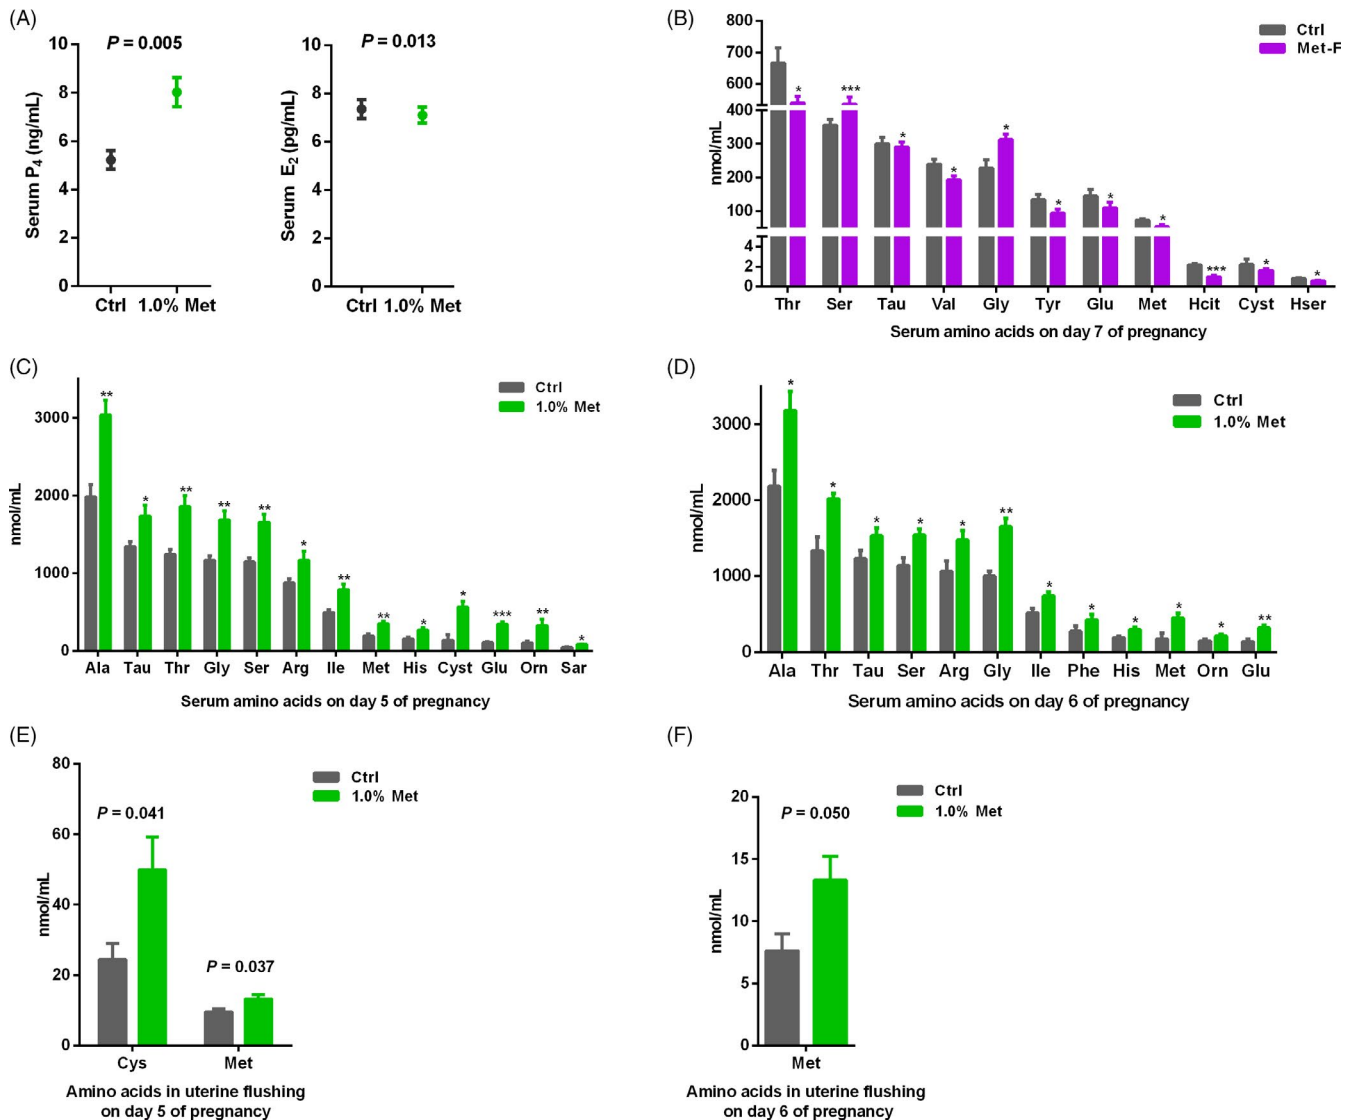 (A)
P = 0.005
Serum P4 (ng/mL)
10
8
6
4
2
0
Ctrl 1.0% Met
P = 0.013
Serum E2 (pg/mL)
10
8
6
4
2
0
Ctrl 1.0% Met
(B)
Ctrl
Met-F
nmol/mL
800
700
600
400
300
200
100
4
2
0
* *** * * * * * * *** * *
Thr Ser Tau Val Gly Tyr Glu Met Hcit Cyst Hser
Serum amino acids on day 7 of pregnancy
(C)
Ctrl
1.0% Met
nmol/mL
3000
2000
1000
0
** * ** ** ** * ** ** * * *** ** *
Ala Tau Thr Gly Ser Arg Ile Met His Cyst Glu Orn Sar
Serum amino acids on day 5 of pregnancy
(D)
Ctrl
1.0% Met
nmol/mL
3000
2000
1000
0
* * * * * ** * * * * * **
Ala Thr Tau Ser Arg Gly Ile Phe His Met Orn Glu
Serum amino acids on day 6 of pregnancy
(E)
Ctrl
1.0% Met
nmol/mL
80
60
40
20
0
P = 0.041
P = 0.037
Cys Met
Amino acids in uterine flushing
on day 5 of pregnancy
(F)
Ctrl
1.0% Met
nmol/mL
20
15
10
5
0
P = 0.050
Met
Amino acids in uterine flushing
on day 6 of pregnancy